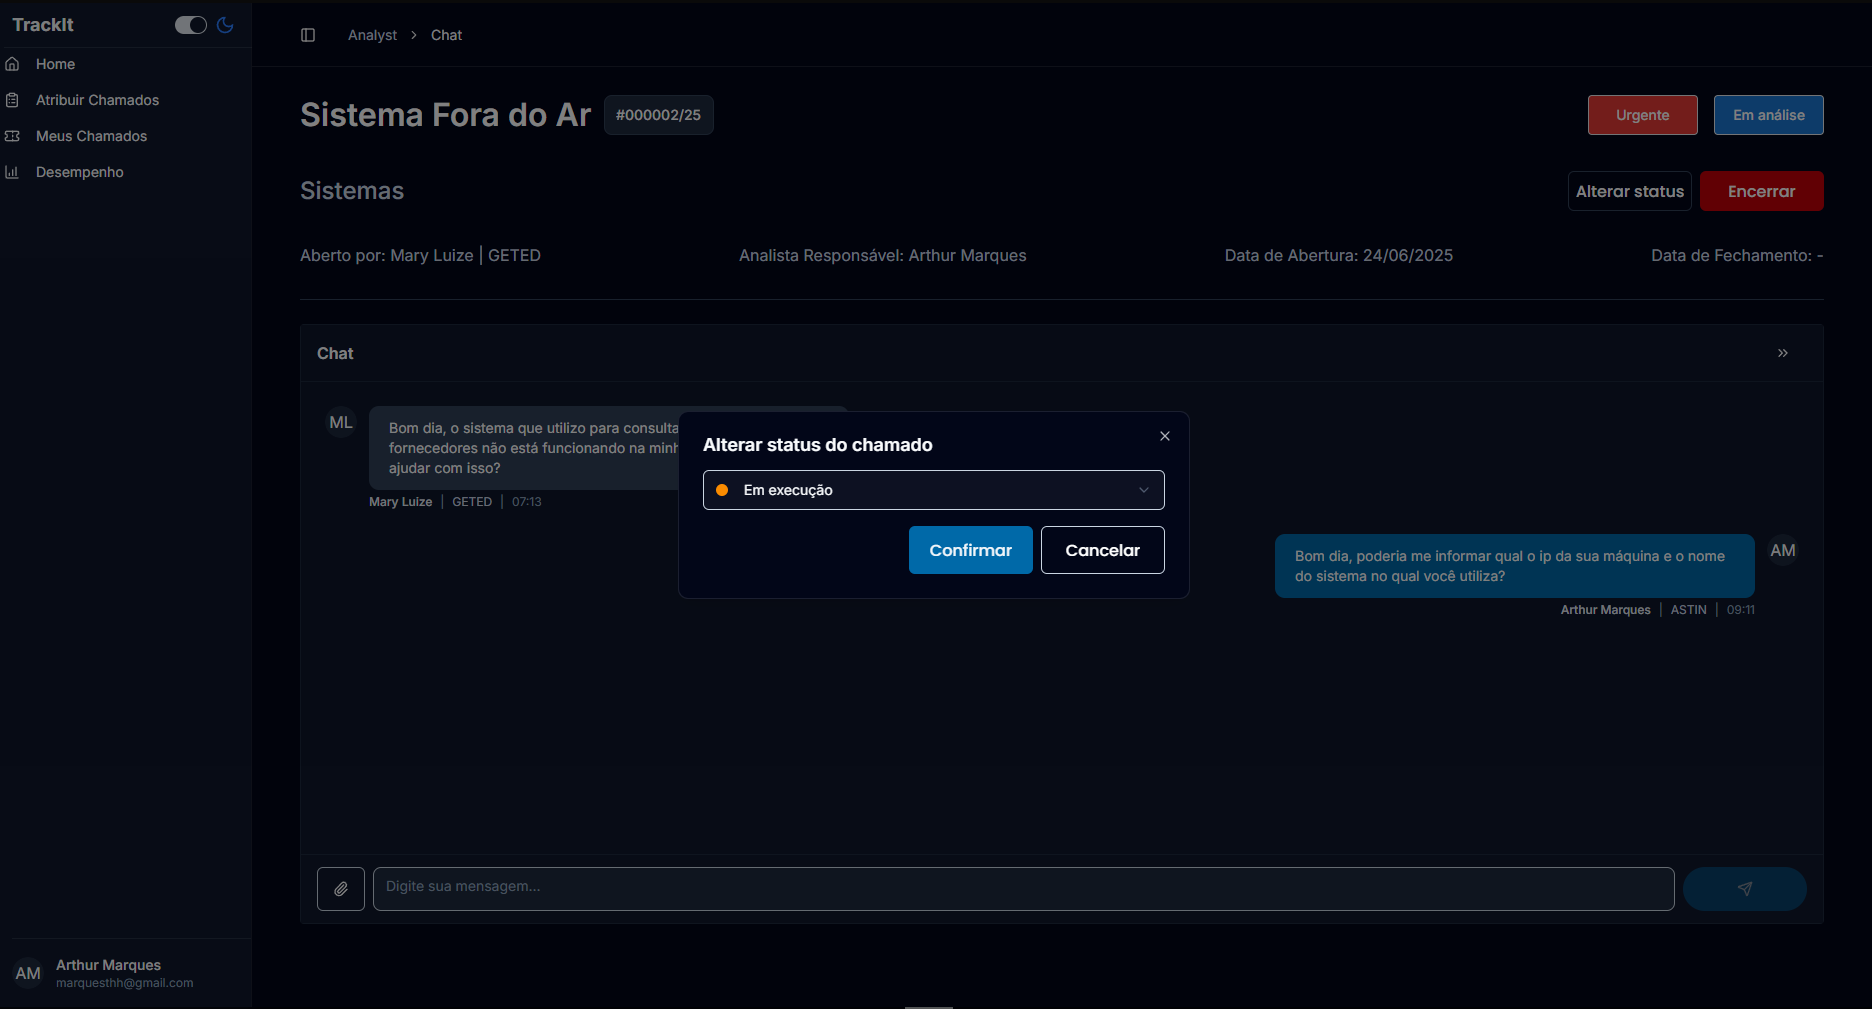 TrackIt
Home
Atribuir Chamados
Meus Chamados
Desempenho
Analyst > Chat
Sistema Fora do Ar #000002/25
Urgente
Em análise
Sistemas
Alterar status
Encerrar
Aberto por: Mary Luize | GETED
Analista Responsável: Arthur Marques
Data de Abertura: 24/06/2025
Data de Fechamento: -
Chat
ML
Bom dia, o sistema que utilizo para consulta
fornecedores não está funcionando na minh
ajudar com isso?
Mary Luize | GETED | 07:13
Alterar status do chamado
Em execução
Confirmar
Cancelar
AM
Bom dia, poderia me informar qual o ip da sua máquina e o nome
do sistema no qual você utiliza?
Arthur Marques | ASTIN | 09:11
Digite sua mensagem...
AM
Arthur Marques
marquesthh@gmail.com